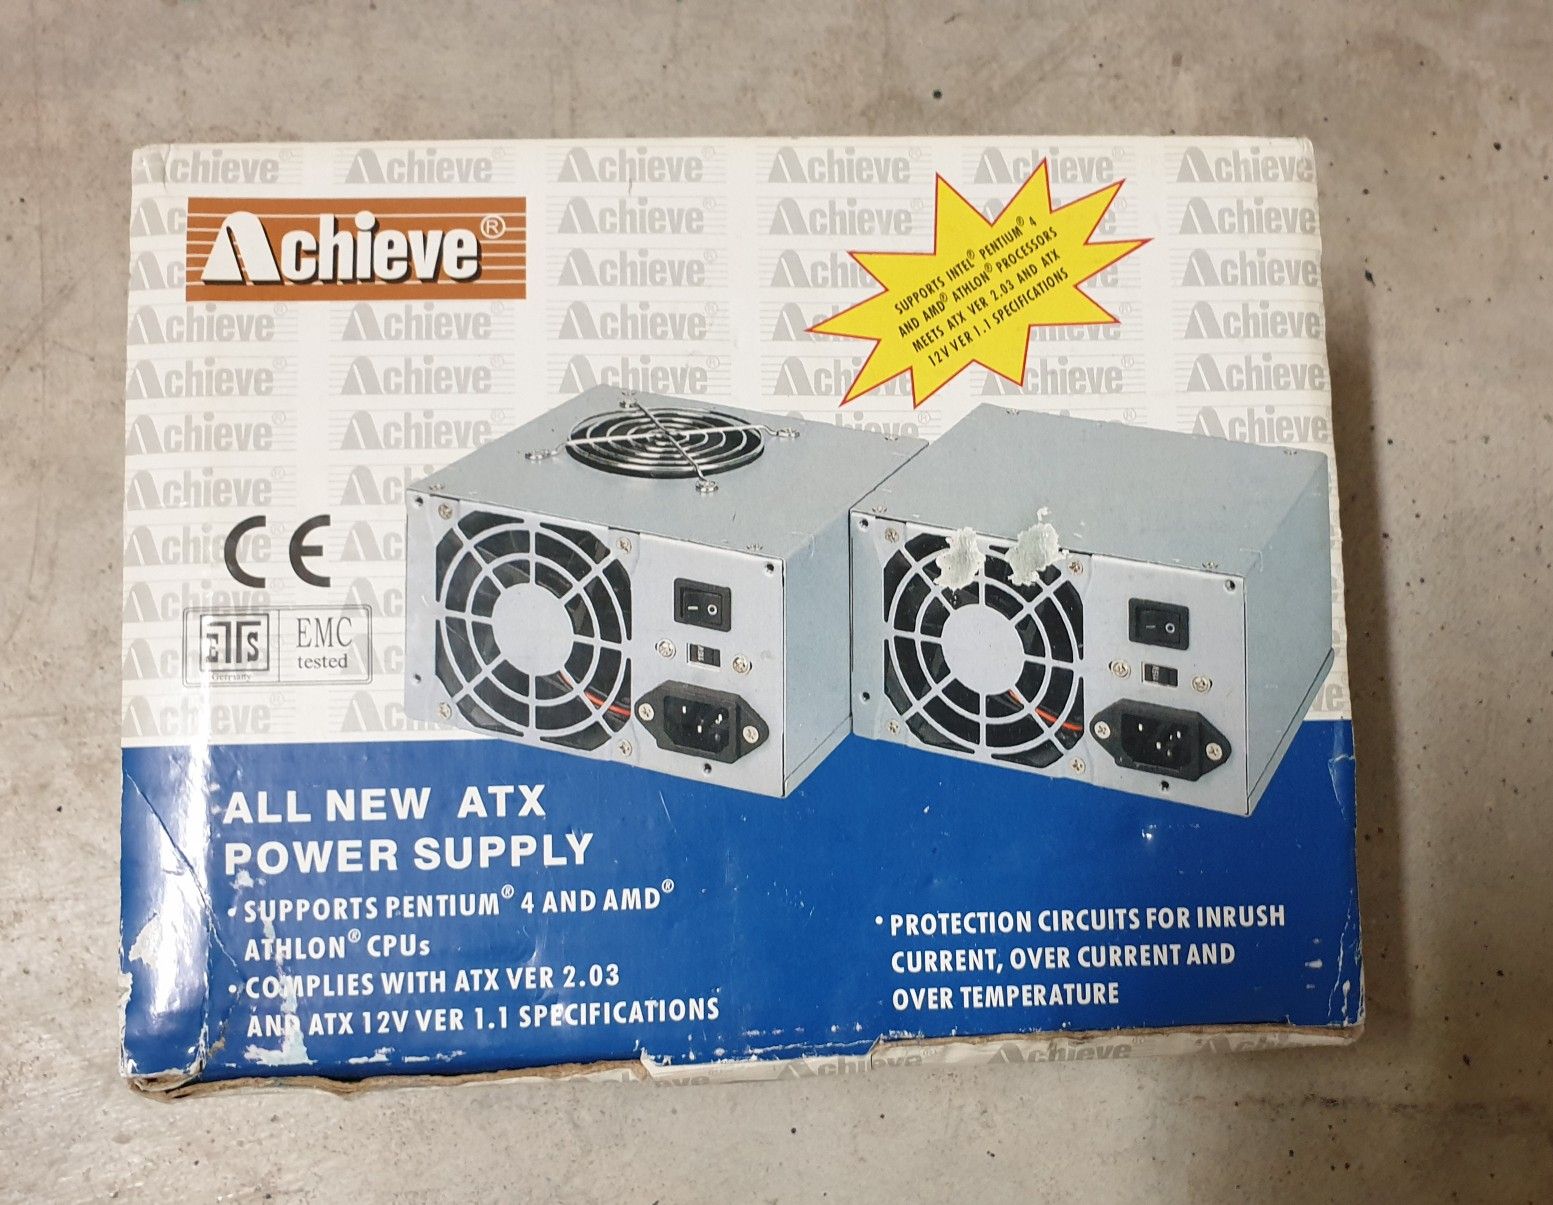 Achieve®
SUPPORTS INTEL® PENTIUM® 4
AND AMD® ATHLON® PROCESSORS
MEETS ATX VER 2.03 AND ATX
12V VER 1.1 SPECIFICATIONS
CE
ETS
Germany
EMC
tested
ALL NEW ATX
POWER SUPPLY
• SUPPORTS PENTIUM® 4 AND AMD®
ATHLON® CPUs
• COMPLIES WITH ATX VER 2.03
AND ATX 12V VER 1.1 SPECIFICATIONS
• PROTECTION CIRCUITS FOR INRUSH
CURRENT, OVER CURRENT AND
OVER TEMPERATURE